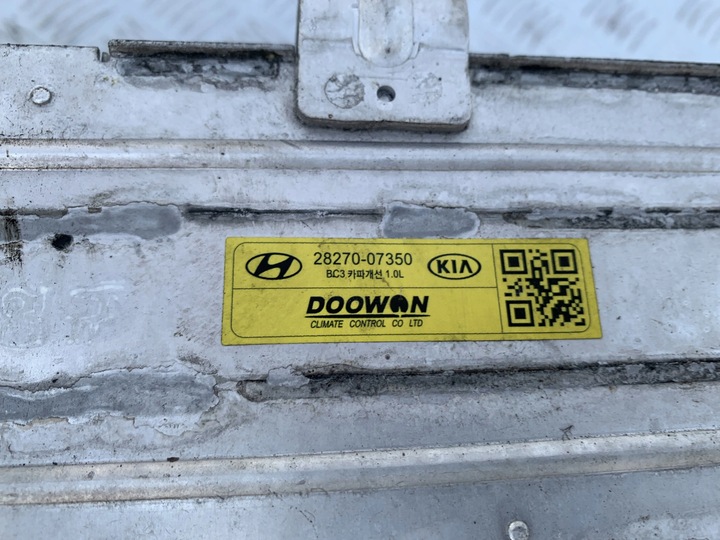 28270-07350
BC3 카파개선 1.0L
KIA
DOOWON
CLIMATE CONTROL CO LTD